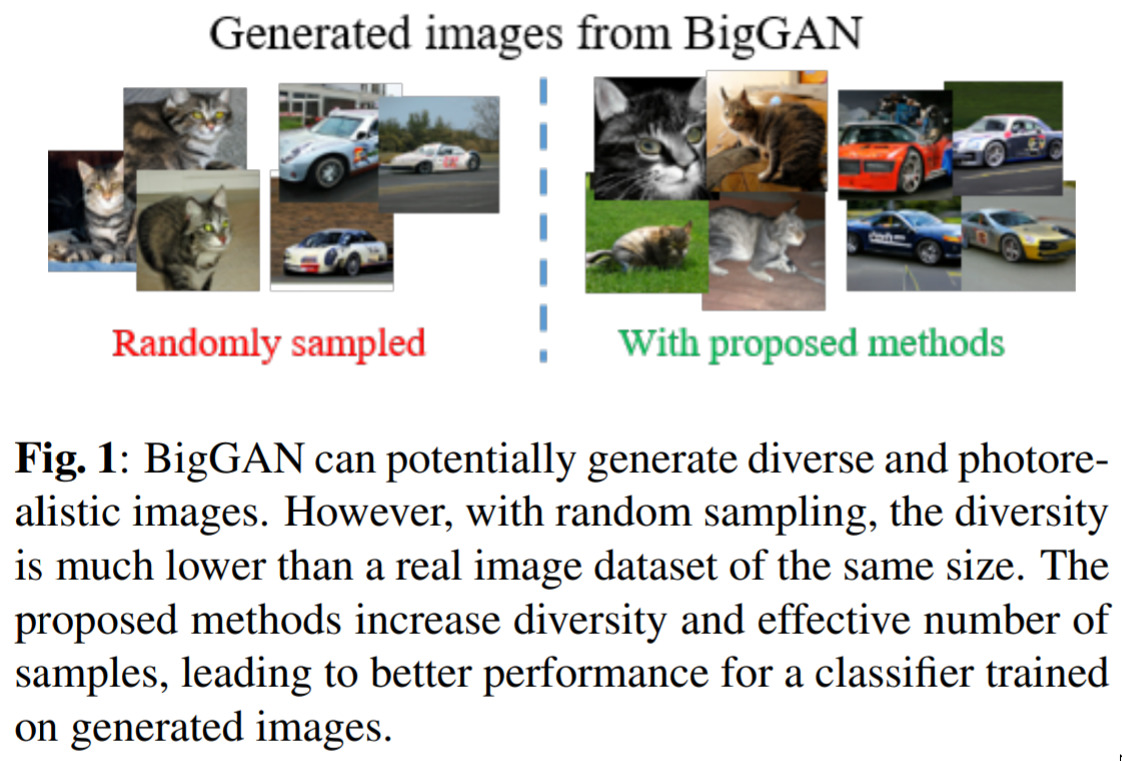 Generated images from BigGAN
Randomly sampled
With proposed methods
Fig. 1: BigGAN can potentially generate diverse and photore-
alistic images. However, with random sampling, the diversity
is much lower than a real image dataset of the same size. The
proposed methods increase diversity and effective number of
samples, leading to better performance for a classifier trained
on generated images.